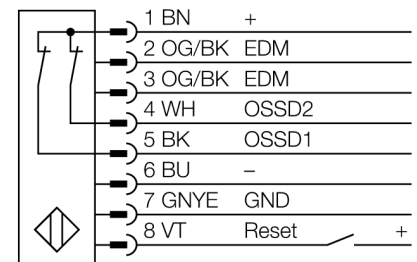 1 BN +
2 OG/BK EDM
3 OG/BK EDM
4 WH OSSD2
5 BK OSSD1
6 BU –
7 GNYE GND
8 VT Reset +